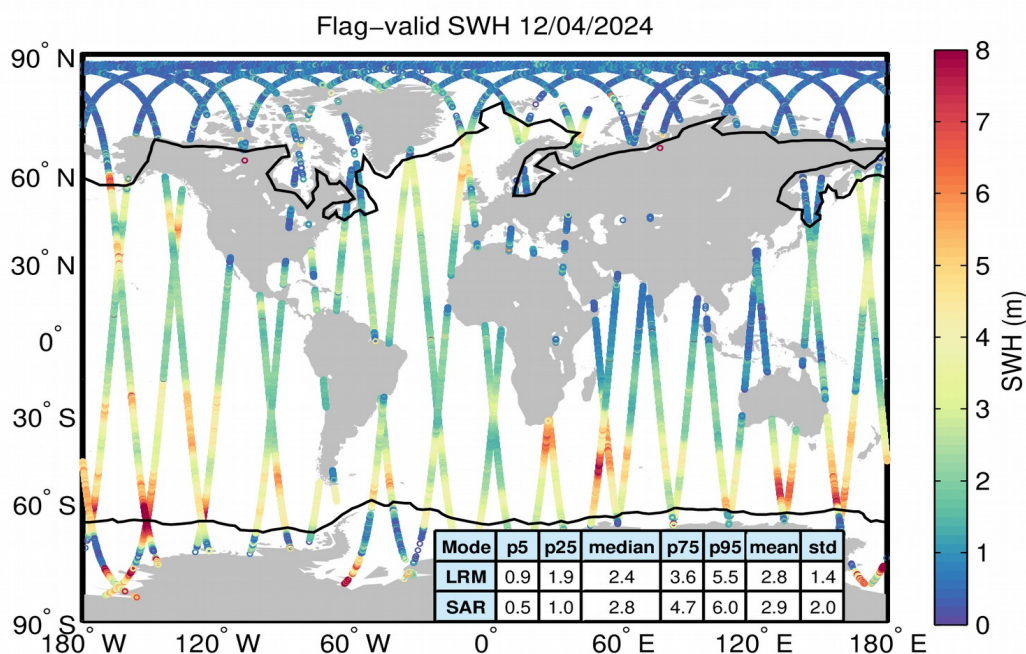 Flag−valid SWH 12/04/2024
90° N
60° N
30° N
0°
30° S
60° S
90° S
180° W
120° W
60° W
0°
60° E
120° E
180° E
Mode p5 p25 median p75 p95 mean std
LRM 0.9 1.9 2.4 3.6 5.5 2.8 1.4
SAR 0.5 1.0 2.8 4.7 6.0 2.9 2.0
8
7
6
5
4
3
2
1
0
SWH (m)